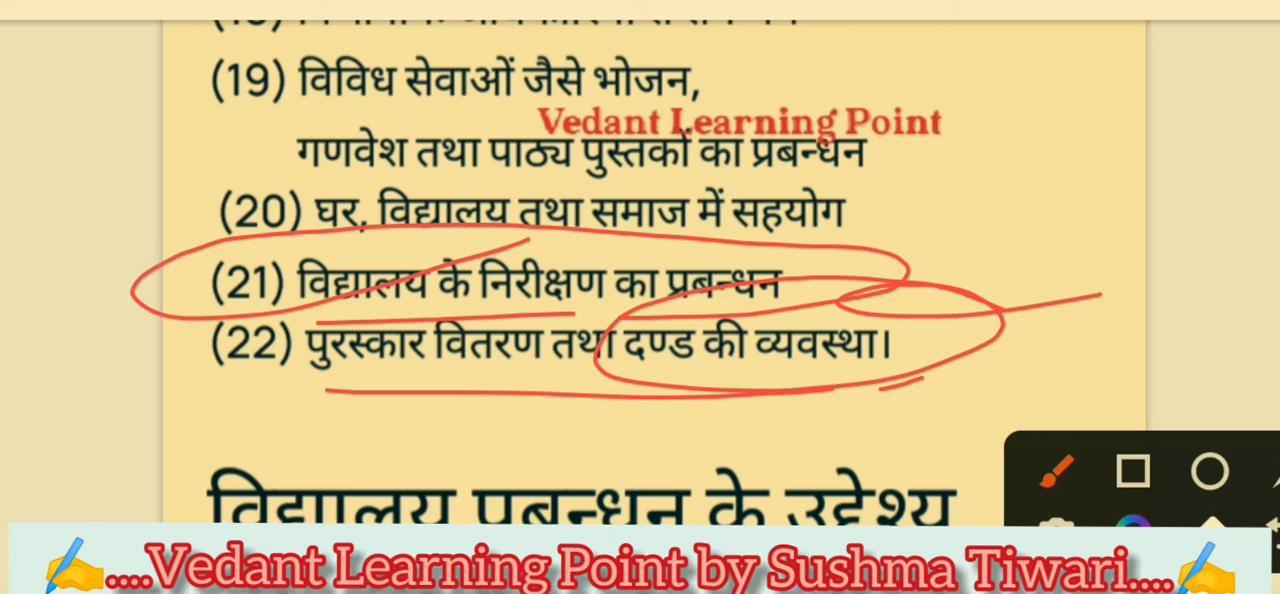 (19) विविध सेवाओं जैसे भोजन,
Vedant Learning Point
गणवेश तथा पाठ्य पुस्तकों का प्रबन्धन
(20) घर, विद्यालय तथा समाज में सहयोग
(21) विद्यालय के निरीक्षण का प्रबन्धन
(22) पुरस्कार वितरण तथा दण्ड की व्यवस्था।
विद्यालय प्रबन्धन के उद्देश्य
✍️....Vedant Learning Point by Sushma Tiwari....✍️